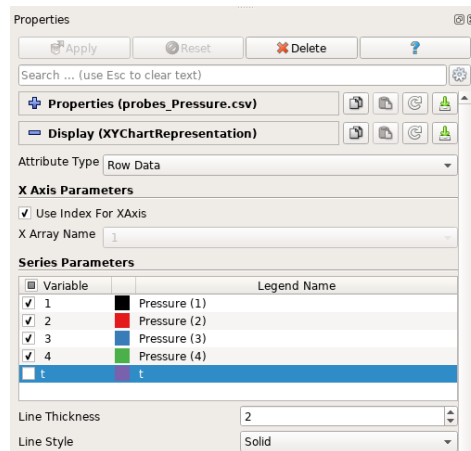 Properties
Apply Reset Delete ?
Search ... (use Esc to clear text)
Properties (probes_Pressure.csv)
Display (XYChartRepresentation)
Attribute Type Row Data
X Axis Parameters
Use Index For XAxis
X Array Name 1
Series Parameters
Variable Legend Name
1 Pressure (1)
2 Pressure (2)
3 Pressure (3)
4 Pressure (4)
t t
Line Thickness 2
Line Style Solid